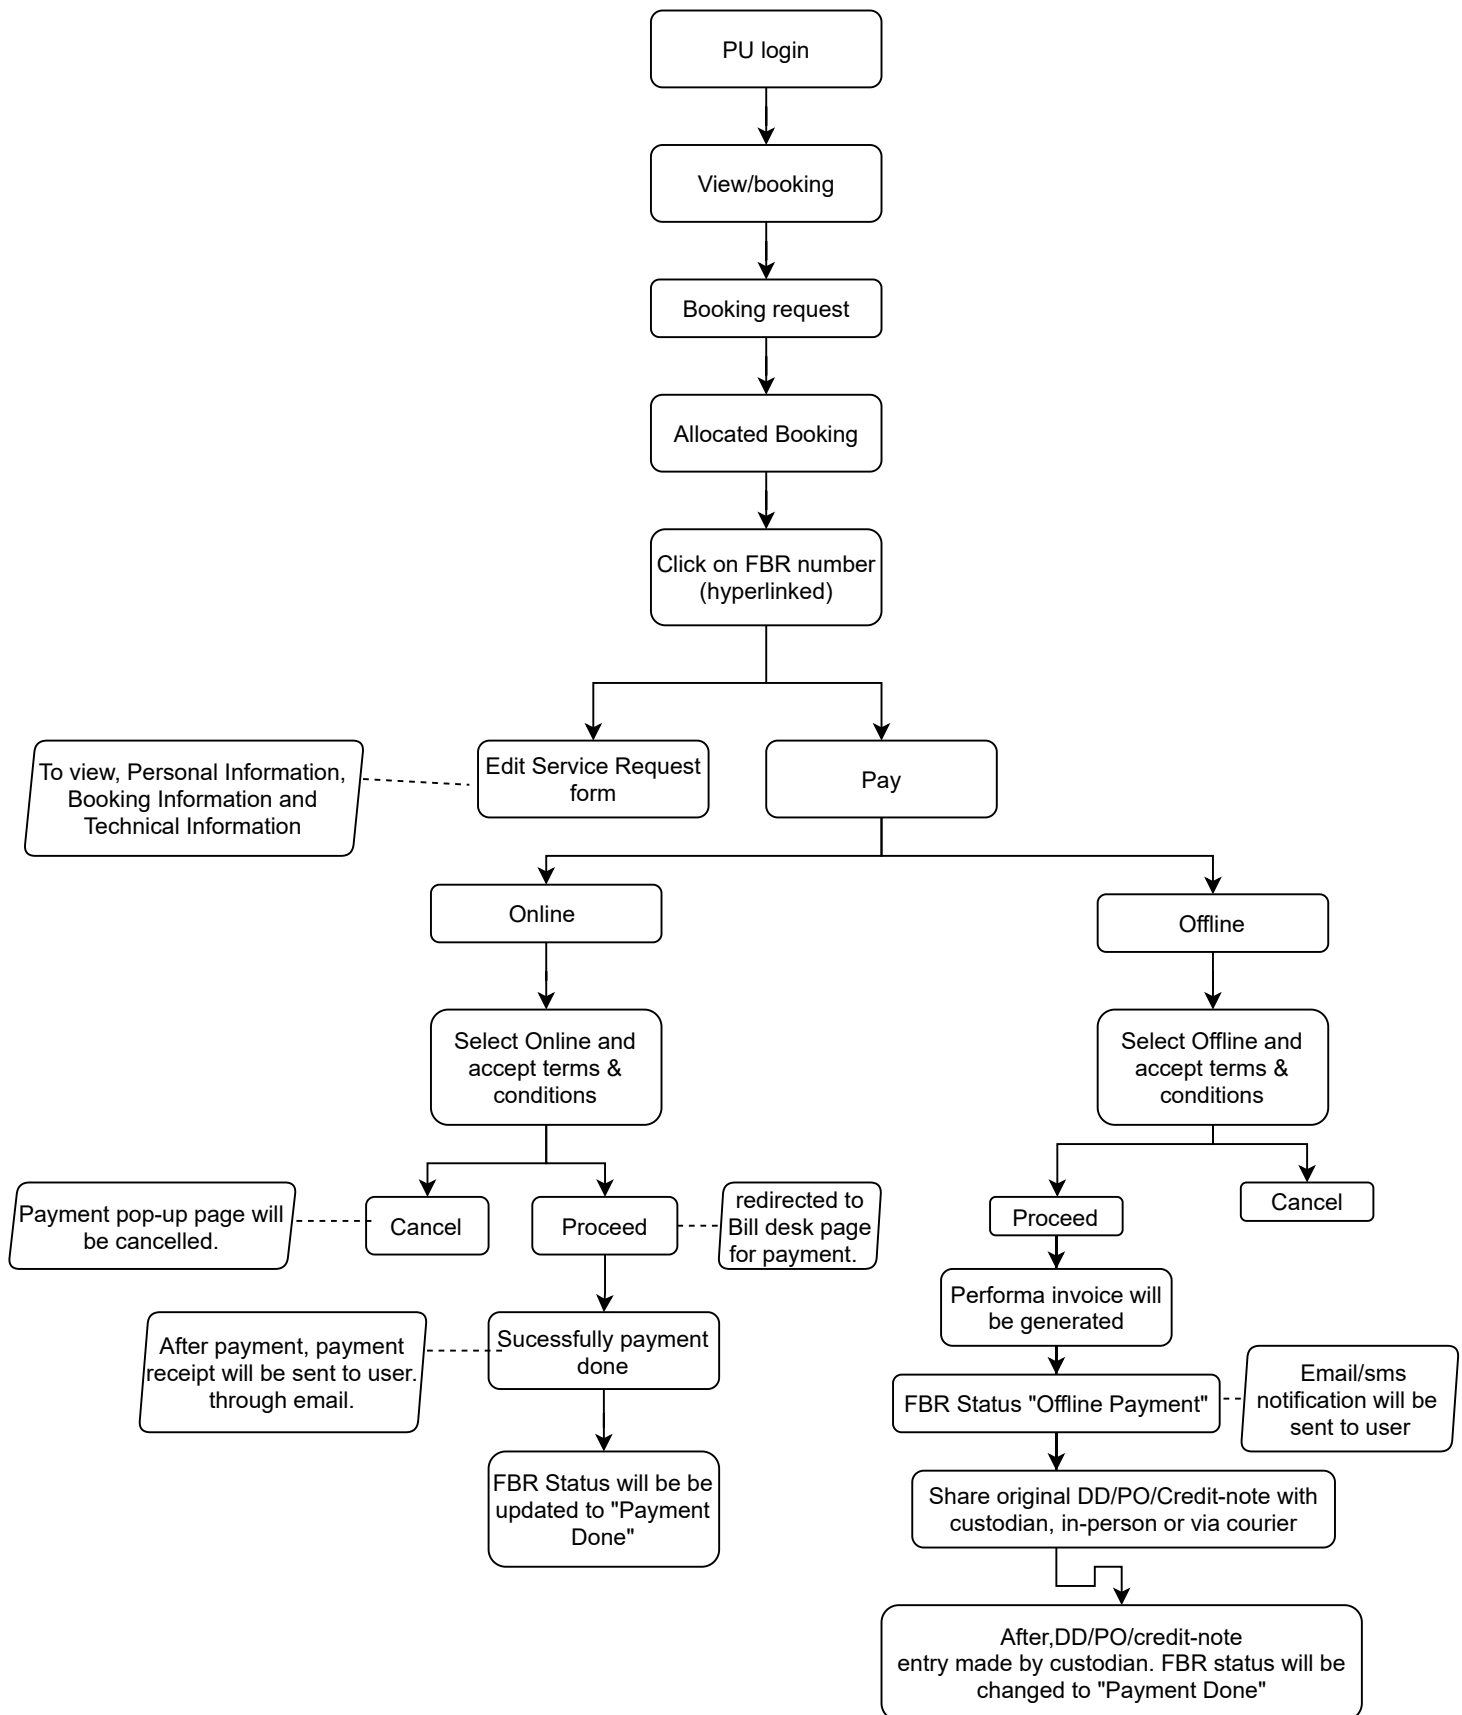 PU login
View/booking
Booking request
Allocated Booking
Click on FBR number
(hyperlinked)
To view, Personal Information,
Booking Information and
Technical Information
Edit Service Request
form
Pay
Online
Offline
Select Online and
accept terms &
conditions
Select Offline and
accept terms &
conditions
Payment pop-up page will
be cancelled.
Cancel
Proceed
redirected to
Bill desk page
for payment.
Proceed
Cancel
After payment, payment
receipt will be sent to user.
through email.
Sucessfully payment
done
Performa invoice will
be generated
FBR Status "Offline Payment"
Email/sms
notification will be
sent to user
FBR Status will be be
updated to "Payment
Done"
Share original DD/PO/Credit-note with
custodian, in-person or via courier
After,DD/PO/credit-note
entry made by custodian. FBR status will be
changed to "Payment Done"